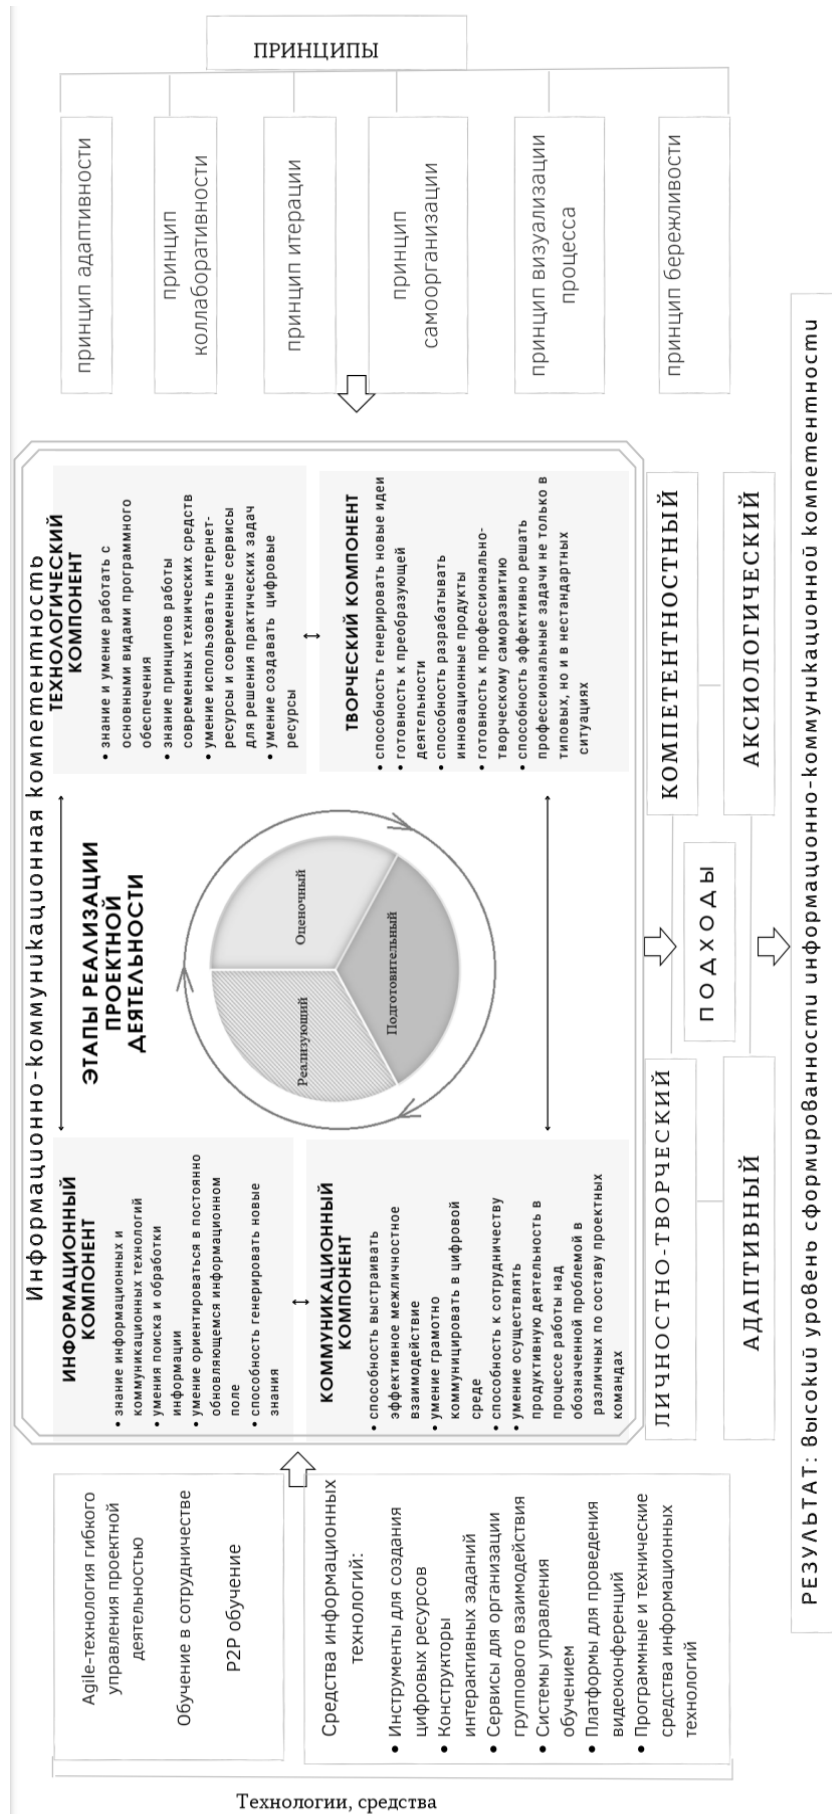 ПРИНЦИПЫ
принцип адаптивности
принцип
коллаборативности
принцип итерации
принцип
самоорганизации
принцип визуализации
процесса
принцип бережливости
Информационно-коммуникационная компетентность
ТЕХНОЛОГИЧЕСКИЙ
КОМПОНЕНТ
• знание и умение работать с
основными видами программного
обеспечения
• знание принципов работы
современных технических средств
• умение использовать интернет-
ресурсы и современные сервисы
для решения практических задач
• умение создавать цифровые
ресурсы
ТВОРЧЕСКИЙ КОМПОНЕНТ
• способность генерировать новые идеи
• готовность к преобразующей
деятельности
• способность разрабатывать
инновационные продукты
• готовность к профессионально-
творческому саморазвитию
• способность эффективно решать
профессиональные задачи не только в
типовых, но и в нестандартных
ситуациях
ЭТАПЫ РЕАЛИЗАЦИИ
ПРОЕКТНОЙ
ДЕЯТЕЛЬНОСТИ
Реализующий
Оценочный
Подготовительный
ИНФОРМАЦИОННЫЙ
КОМПОНЕНТ
• знание информационных и
коммуникационных технологий
• умения поиска и обработки
информации
• умение ориентироваться в постоянно
обновляющемся информационном
поле
• способность генерировать новые
знания
КОММУНИКАЦИОННЫЙ
КОМПОНЕНТ
• способность выстраивать
эффективное межличностное
взаимодействие
• умение грамотно
коммуницировать в цифровой
среде
• способность к сотрудничеству
• умение осуществлять
продуктивную деятельность в
процессе работы над
обозначенной проблемой в
различных по составу проектных
командах
КОМПЕТЕНТНОСТНЫЙ
АКСИОЛОГИЧЕСКИЙ
ПОДХОДЫ
ЛИЧНОСТНО-ТВОРЧЕСКИЙ
АДАПТИВНЫЙ
Agile-технология гибкого
управления проектной
деятельностью
Обучение в сотрудничестве
P2P обучение
Средства информационных
технологий:
• Инструменты для создания
цифровых ресурсов
• Конструкторы
интерактивных заданий
• Сервисы для организации
группового взаимодействия
• Системы управления
обучением
• Платформы для проведения
видеоконференций
• Программные и технические
средства информационных
технологий
Технологии, средства
РЕЗУЛЬТАТ: Высокий уровень сформированности информационно-коммуникационной компетентности